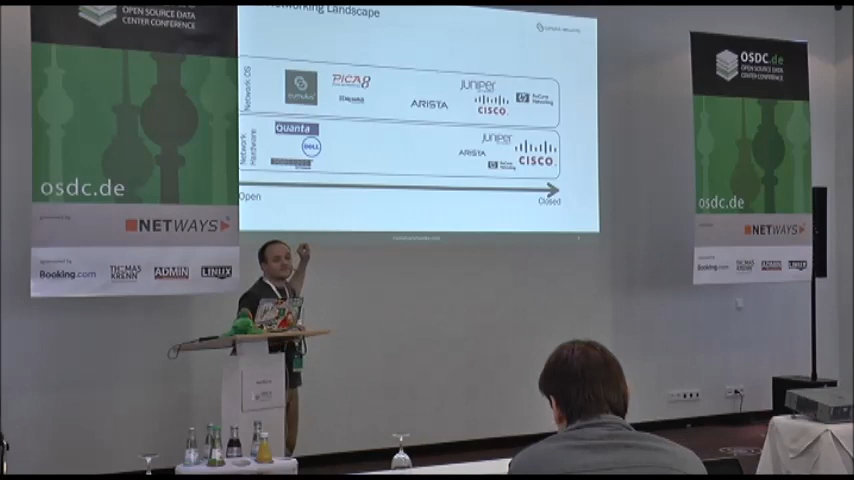 OPEN SOURCE DATA
CENTER CONFERENCE
osdc.de
NETWAYS
Booking.com
THOMAS
KRENN
ADMIN
LINUX
Networking Landscape
Network OS
PICA8
ARISTA
JUNIPER
CISCO
Network
Hardware
Quanta
DELL
ARISTA
JUNIPER
CISCO
Open
Closed
OSDC.de
OPEN SOURCE DATA
CENTER CONFERENCE
osdc.de
NETWAYS
Booking.com
THOMAS
KRENN
ADMIN
LINUX